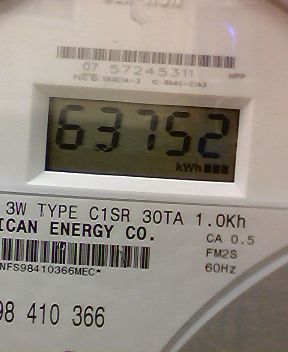 07 57245311
63752
kWh
3W TYPE C1SR 30TA 1.0Kh
ICAN ENERGY CO.
CA 0.5
FM2S
60Hz
NFS98410366MEC*
98 410 366